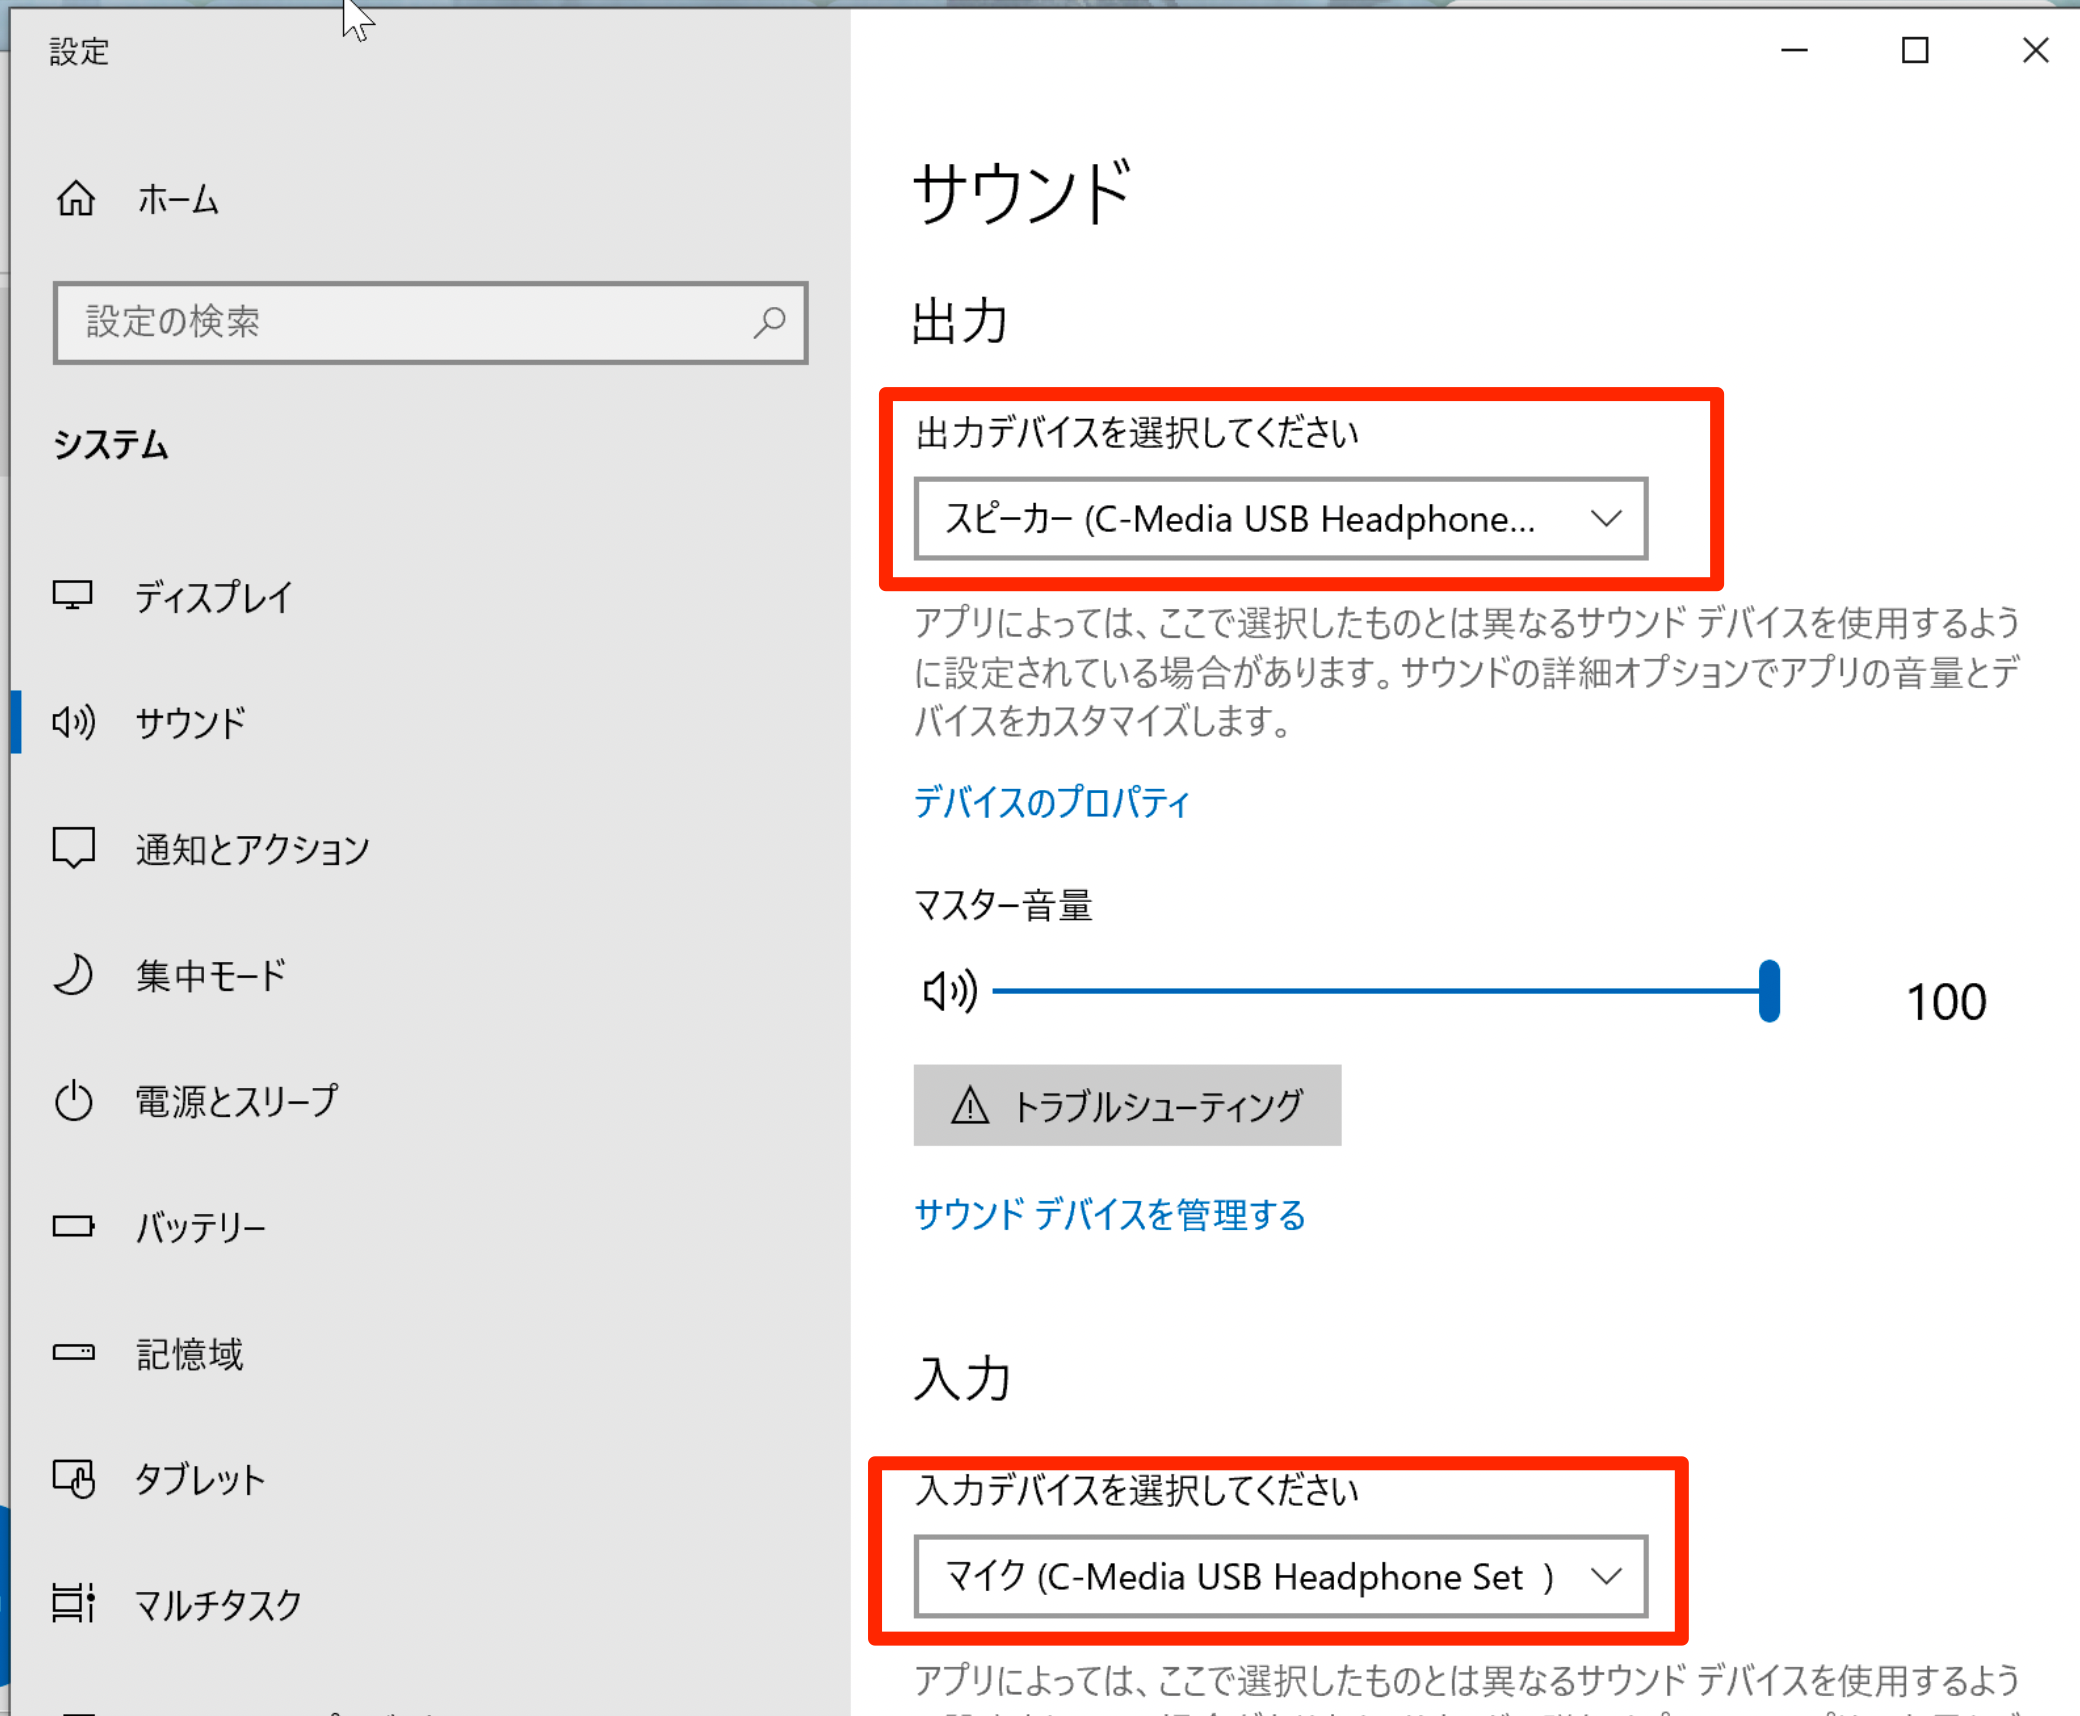 設定
ホーム
設定の検索
システム
ディスプレイ
サウンド
通知とアクション
集中モード
電源とスリープ
バッテリー
記憶域
タブレット
マルチタスク
サウンド
出力
出力デバイスを選択してください
スピーカー (C-Media USB Headphone...
アプリによっては、ここで選択したものとは異なるサウンド デバイスを使用するよう
に設定されている場合があります。サウンドの詳細オプションでアプリの音量とデ
バイスをカスタマイズします。
デバイスのプロパティ
マスター音量
100
トラブルシューティング
サウンド デバイスを管理する
入力
入力デバイスを選択してください
マイク (C-Media USB Headphone Set  )
アプリによっては、ここで選択したものとは異なるサウンド デバイスを使用するよう